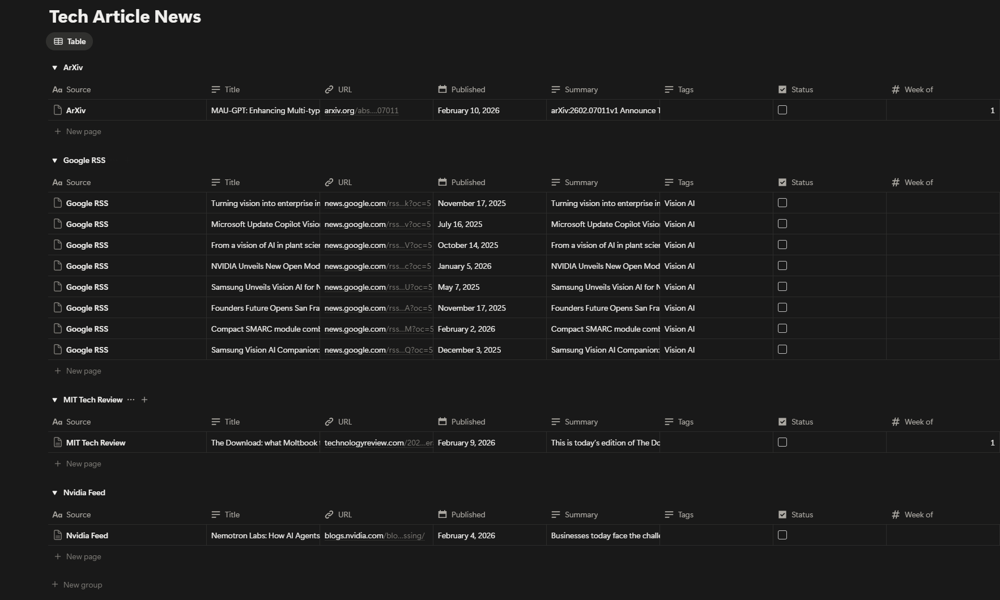 Tech Article News
Table
ArXiv
Aa Source Title URL Published Summary Tags Status # Week of
ArXiv MAU-GPT: Enhancing Multi-typ arxiv.org/abs....07011 February 10, 2026 arXiv:2602.07011v1 Announce T 1
+ New page
Google RSS
Aa Source Title URL Published Summary Tags Status # Week of
Google RSS Turning vision into enterprise in news.google.com/rss...k?oc=5 November 17, 2025 Turning vision into enterprise in Vision AI
Google RSS Microsoft Update Copilot Visio news.google.com/rss...v?oc=5 July 16, 2025 Microsoft Update Copilot Visio Vision AI
Google RSS From a vision of AI in plant scie news.google.com/rss...V?oc=5 October 14, 2025 From a vision of AI in plant scie Vision AI
Google RSS NVIDIA Unveils New Open Mod news.google.com/rss...c?oc=5 January 5, 2026 NVIDIA Unveils New Open Mod Vision AI
Google RSS Samsung Unveils Vision AI for N news.google.com/rss...U?oc=5 May 7, 2025 Samsung Unveils Vision AI for N Vision AI
Google RSS Founders Future Opens San Fra news.google.com/rss...A?oc=5 November 17, 2025 Founders Future Opens San Fra Vision AI
Google RSS Compact SMARC module comb news.google.com/rss...M?oc=5 February 2, 2026 Compact SMARC module comb Vision AI
Google RSS Samsung Vision AI Companion: news.google.com/rss...Q?oc=5 December 3, 2025 Samsung Vision AI Companion: Vision AI
+ New page
MIT Tech Review ... +
Aa Source Title URL Published Summary Tags Status # Week of
MIT Tech Review The Download: what Moltbook technologyreview.com/202...er February 9, 2026 This is today’s edition of The Do 1
+ New page
Nvidia Feed
Aa Source Title URL Published Summary Tags Status # Week of
Nvidia Feed Nemotron Labs: How AI Agents blogs.nvidia.com/blo...ssing/ February 4, 2026 Businesses today face the challe
+ New page
+ New group